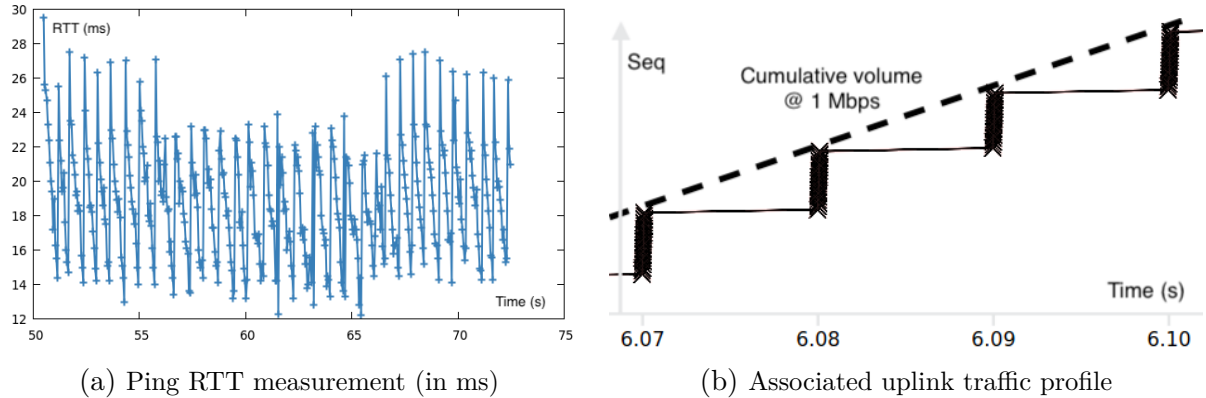 30
28
26
24
22
20
18
16
14
12
RTT (ms)
Time (s)
50
55
60
65
70
75
(a) Ping RTT measurement (in ms)
Seq
Cumulative volume
@ 1 Mbps
Time (s)
6.07
6.08
6.09
6.10
(b) Associated uplink traffic profile